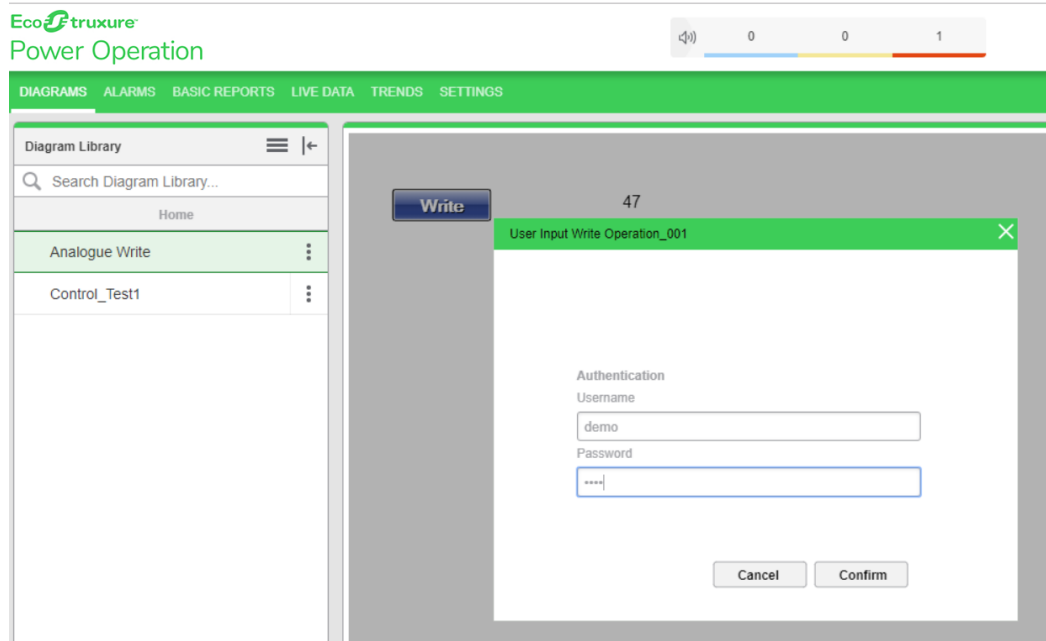 EcoStruxure
Power Operation
0 0 1
DIAGRAMS ALARMS BASIC REPORTS LIVE DATA TRENDS SETTINGS
Diagram Library
Search Diagram Library...
Home
Analogue Write
Control_Test1
Write 47
User Input Write Operation_001
Authentication
Username
demo
Password
••••
Cancel Confirm